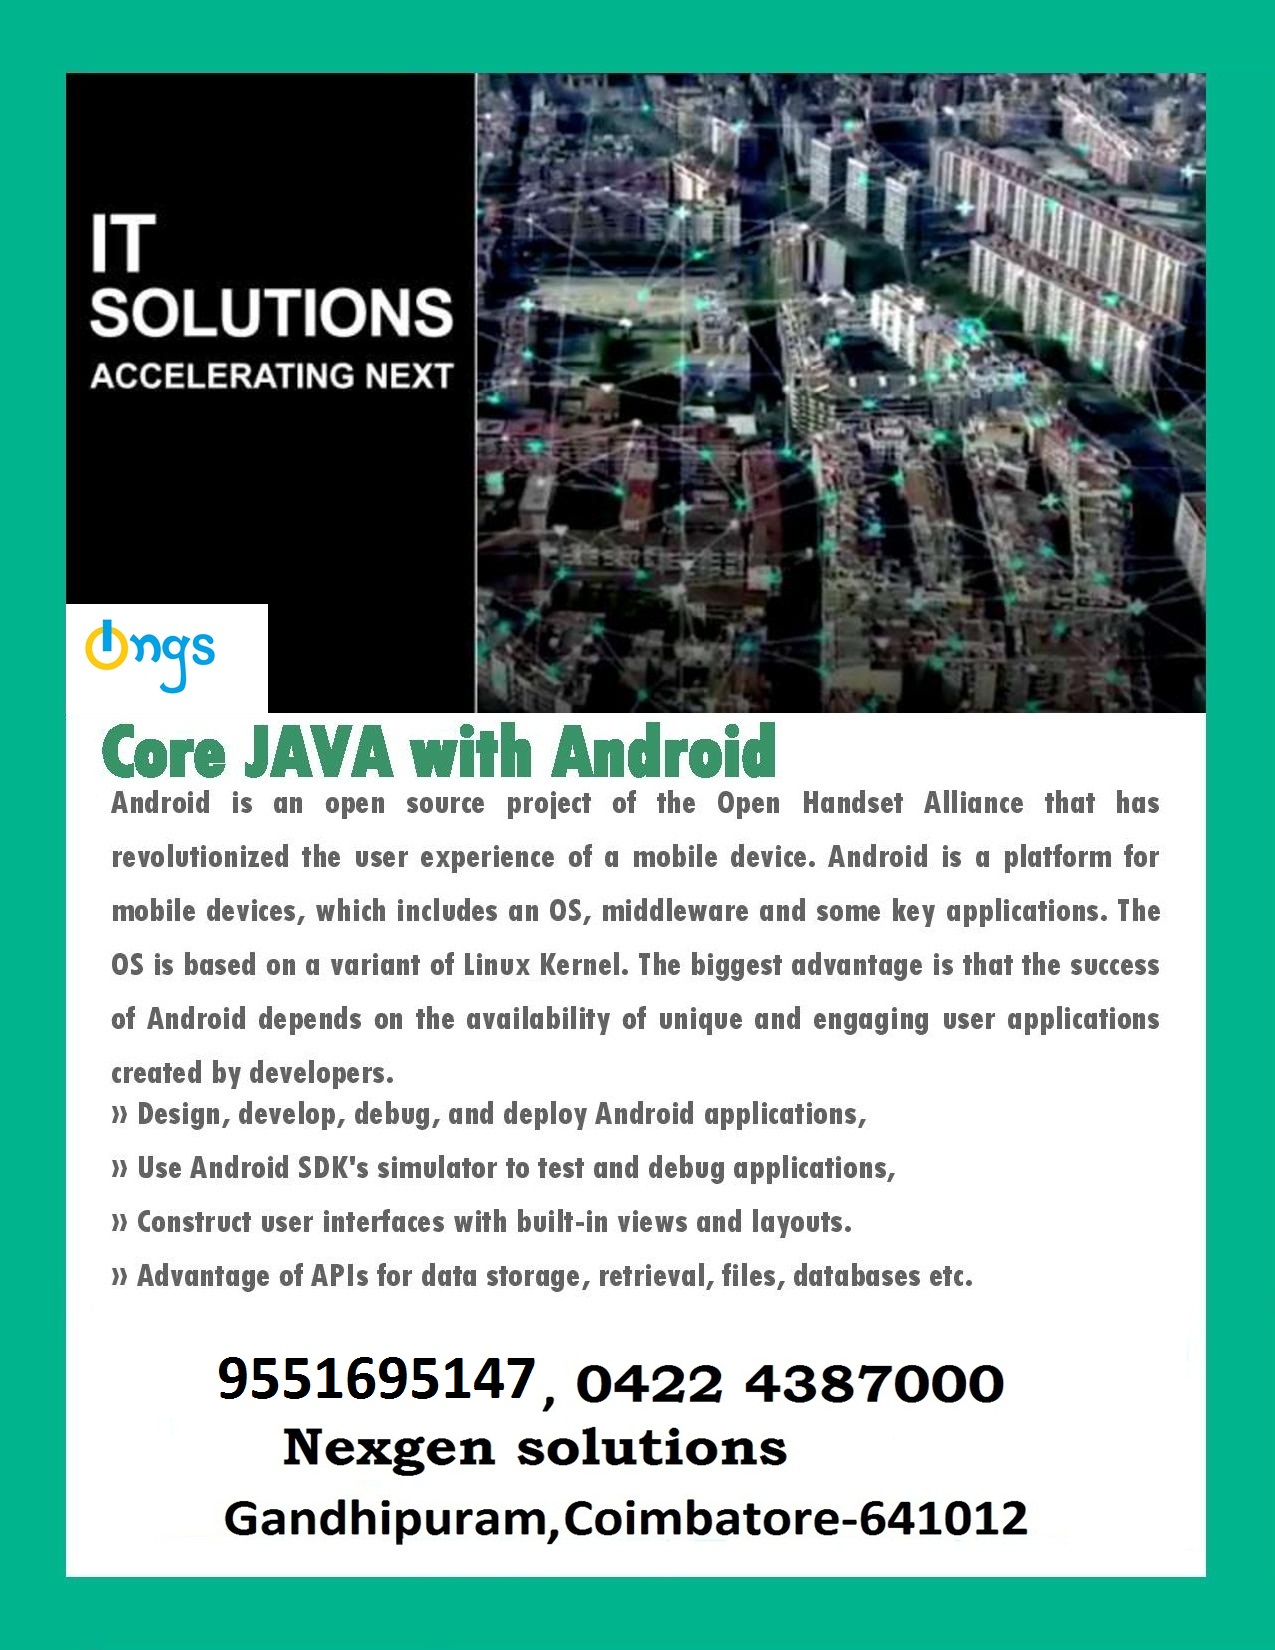 IT
SOLUTIONS
ACCELERATING NEXT
ongs
Core JAVA with Android
Android is an open source project of the Open Handset Alliance that has
revolutionized the user experience of a mobile device. Android is a platform for
mobile devices, which includes an OS, middleware and some key applications. The
OS is based on a variant of Linux Kernel. The biggest advantage is that the success
of Android depends on the availability of unique and engaging user applications
created by developers.
» Design, develop, debug, and deploy Android applications,
» Use Android SDK's simulator to test and debug applications,
» Construct user interfaces with built-in views and layouts.
» Advantage of APIs for data storage, retrieval, files, databases etc.
9551695147, 0422 4387000
Nexgen solutions
Gandhipuram,Coimbatore-641012